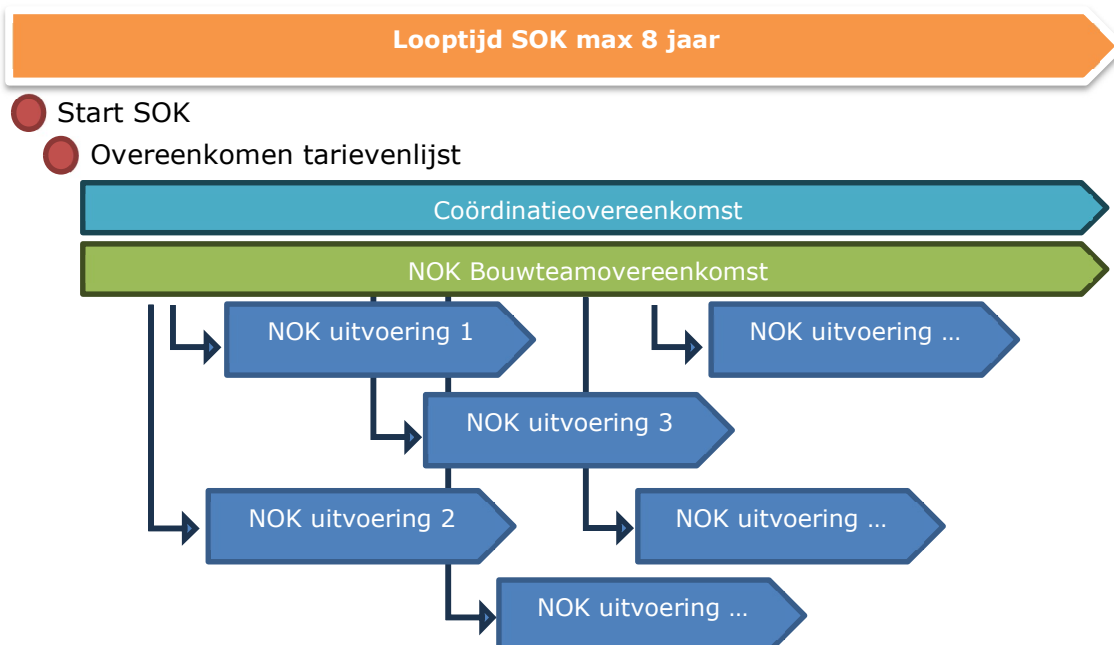 Looptijd SOK max 8 jaar
Start SOK
Overeenkomen tarievenlijst
Coördinatieovereenkomst
NOK Bouwteamovereenkomst
NOK uitvoering 1
NOK uitvoering ...
NOK uitvoering 3
NOK uitvoering 2
NOK uitvoering ...
NOK uitvoering ...